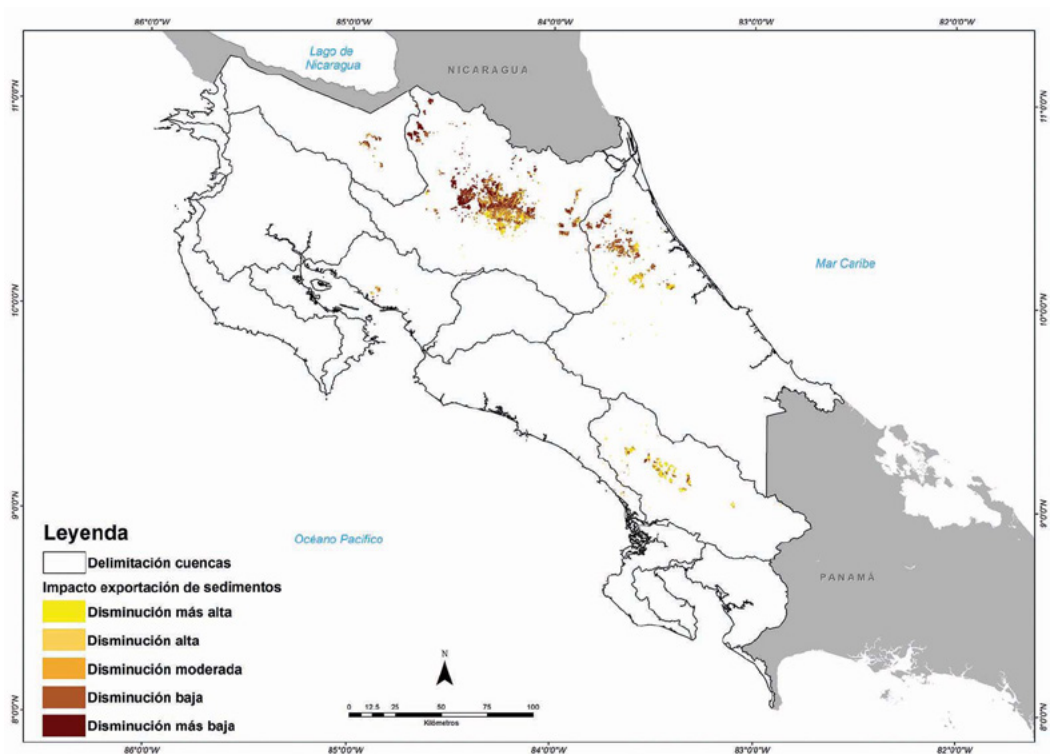 86°0'0"W 85°0'0"W 84°0'0"W 83°0'0"W 82°0'0"W
Lago de
Nicaragua
NICARAGUA
11°0'0"N 11°0'0"N
Mar Caribe
10°0'0"N 10°0'0"N
9°0'0"N 9°0'0"N
Océano Pacífico
PANAMÁ
Leyenda
Delimitación cuencas
Impacto exportación de sedimentos
Disminución más alta
Disminución alta
Disminución moderada
Disminución baja
Disminución más baja
N
0 12.5 25 50 75 100
Kilómetros
8°0'0"N 8°0'0"N
86°0'0"W 85°0'0"W 84°0'0"W 83°0'0"W 82°0'0"W